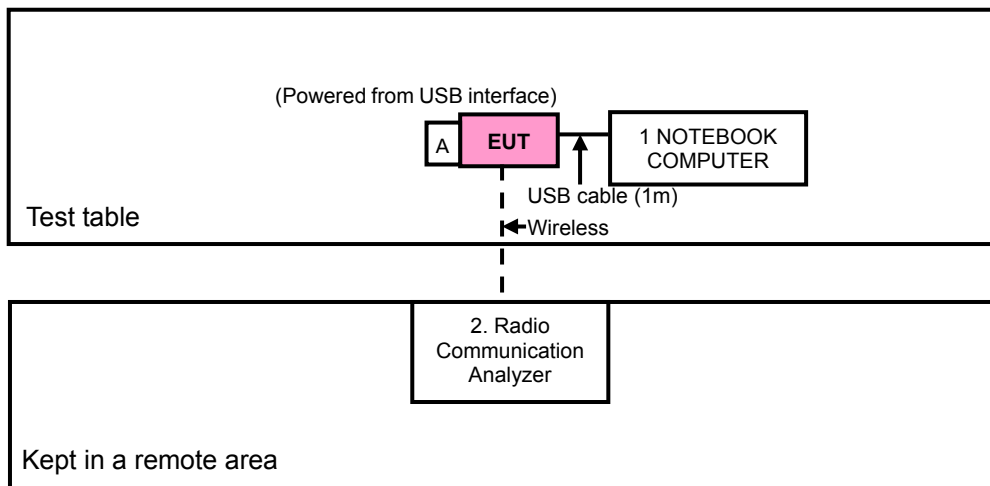 (Powered from USB interface)
A
EUT
1 NOTEBOOK
COMPUTER
USB cable (1m)
Wireless
Test table
2. Radio
Communication
Analyzer
Kept in a remote area